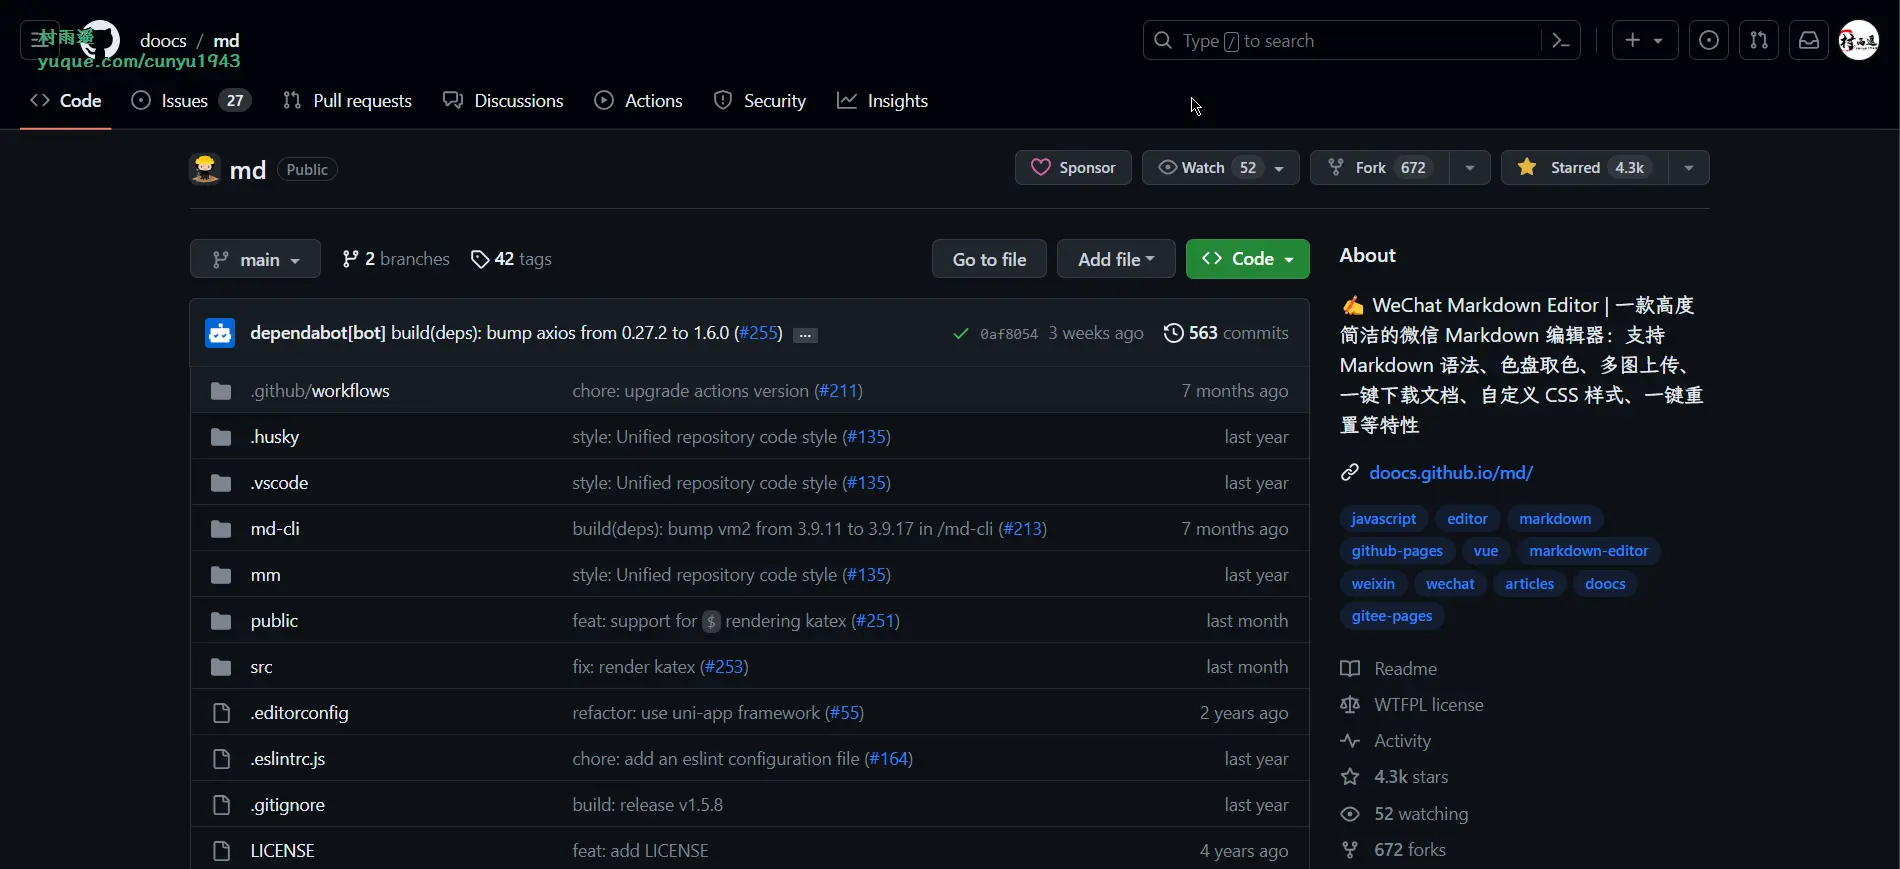 村雨遥
yuque.com/cunyu1943
doocs / md
Type / to search
Code
Issues 27
Pull requests
Discussions
Actions
Security
Insights
md Public
Sponsor
Watch 52
Fork 672
Starred 4.3k
main
2 branches
42 tags
Go to file
Add file
Code
dependabot[bot] build(deps): bump axios from 0.27.2 to 1.6.0 (#255) ...
0af8054 3 weeks ago
563 commits
.github/workflows chore: upgrade actions version (#211) 7 months ago
.husky style: Unified repository code style (#135) last year
.vscode style: Unified repository code style (#135) last year
md-cli build(deps): bump vm2 from 3.9.11 to 3.9.17 in /md-cli (#213) 7 months ago
mm style: Unified repository code style (#135) last year
public feat: support for $ rendering katex (#251) last month
src fix: render katex (#253) last month
.editorconfig refactor: use uni-app framework (#55) 2 years ago
.eslintrc.js chore: add an eslint configuration file (#164) last year
.gitignore build: release v1.5.8 last year
LICENSE feat: add LICENSE 4 years ago
About
✍ WeChat Markdown Editor | 一款高度
简洁的微信 Markdown 编辑器：支持
Markdown 语法、色盘取色、多图上传、
一键下载文档、自定义 CSS 样式、一键重
置等特性
doocs.github.io/md/
javascript editor markdown
github-pages vue markdown-editor
weixin wechat articles doocs
gitee-pages
Readme
WTFPL license
Activity
4.3k stars
52 watching
672 forks